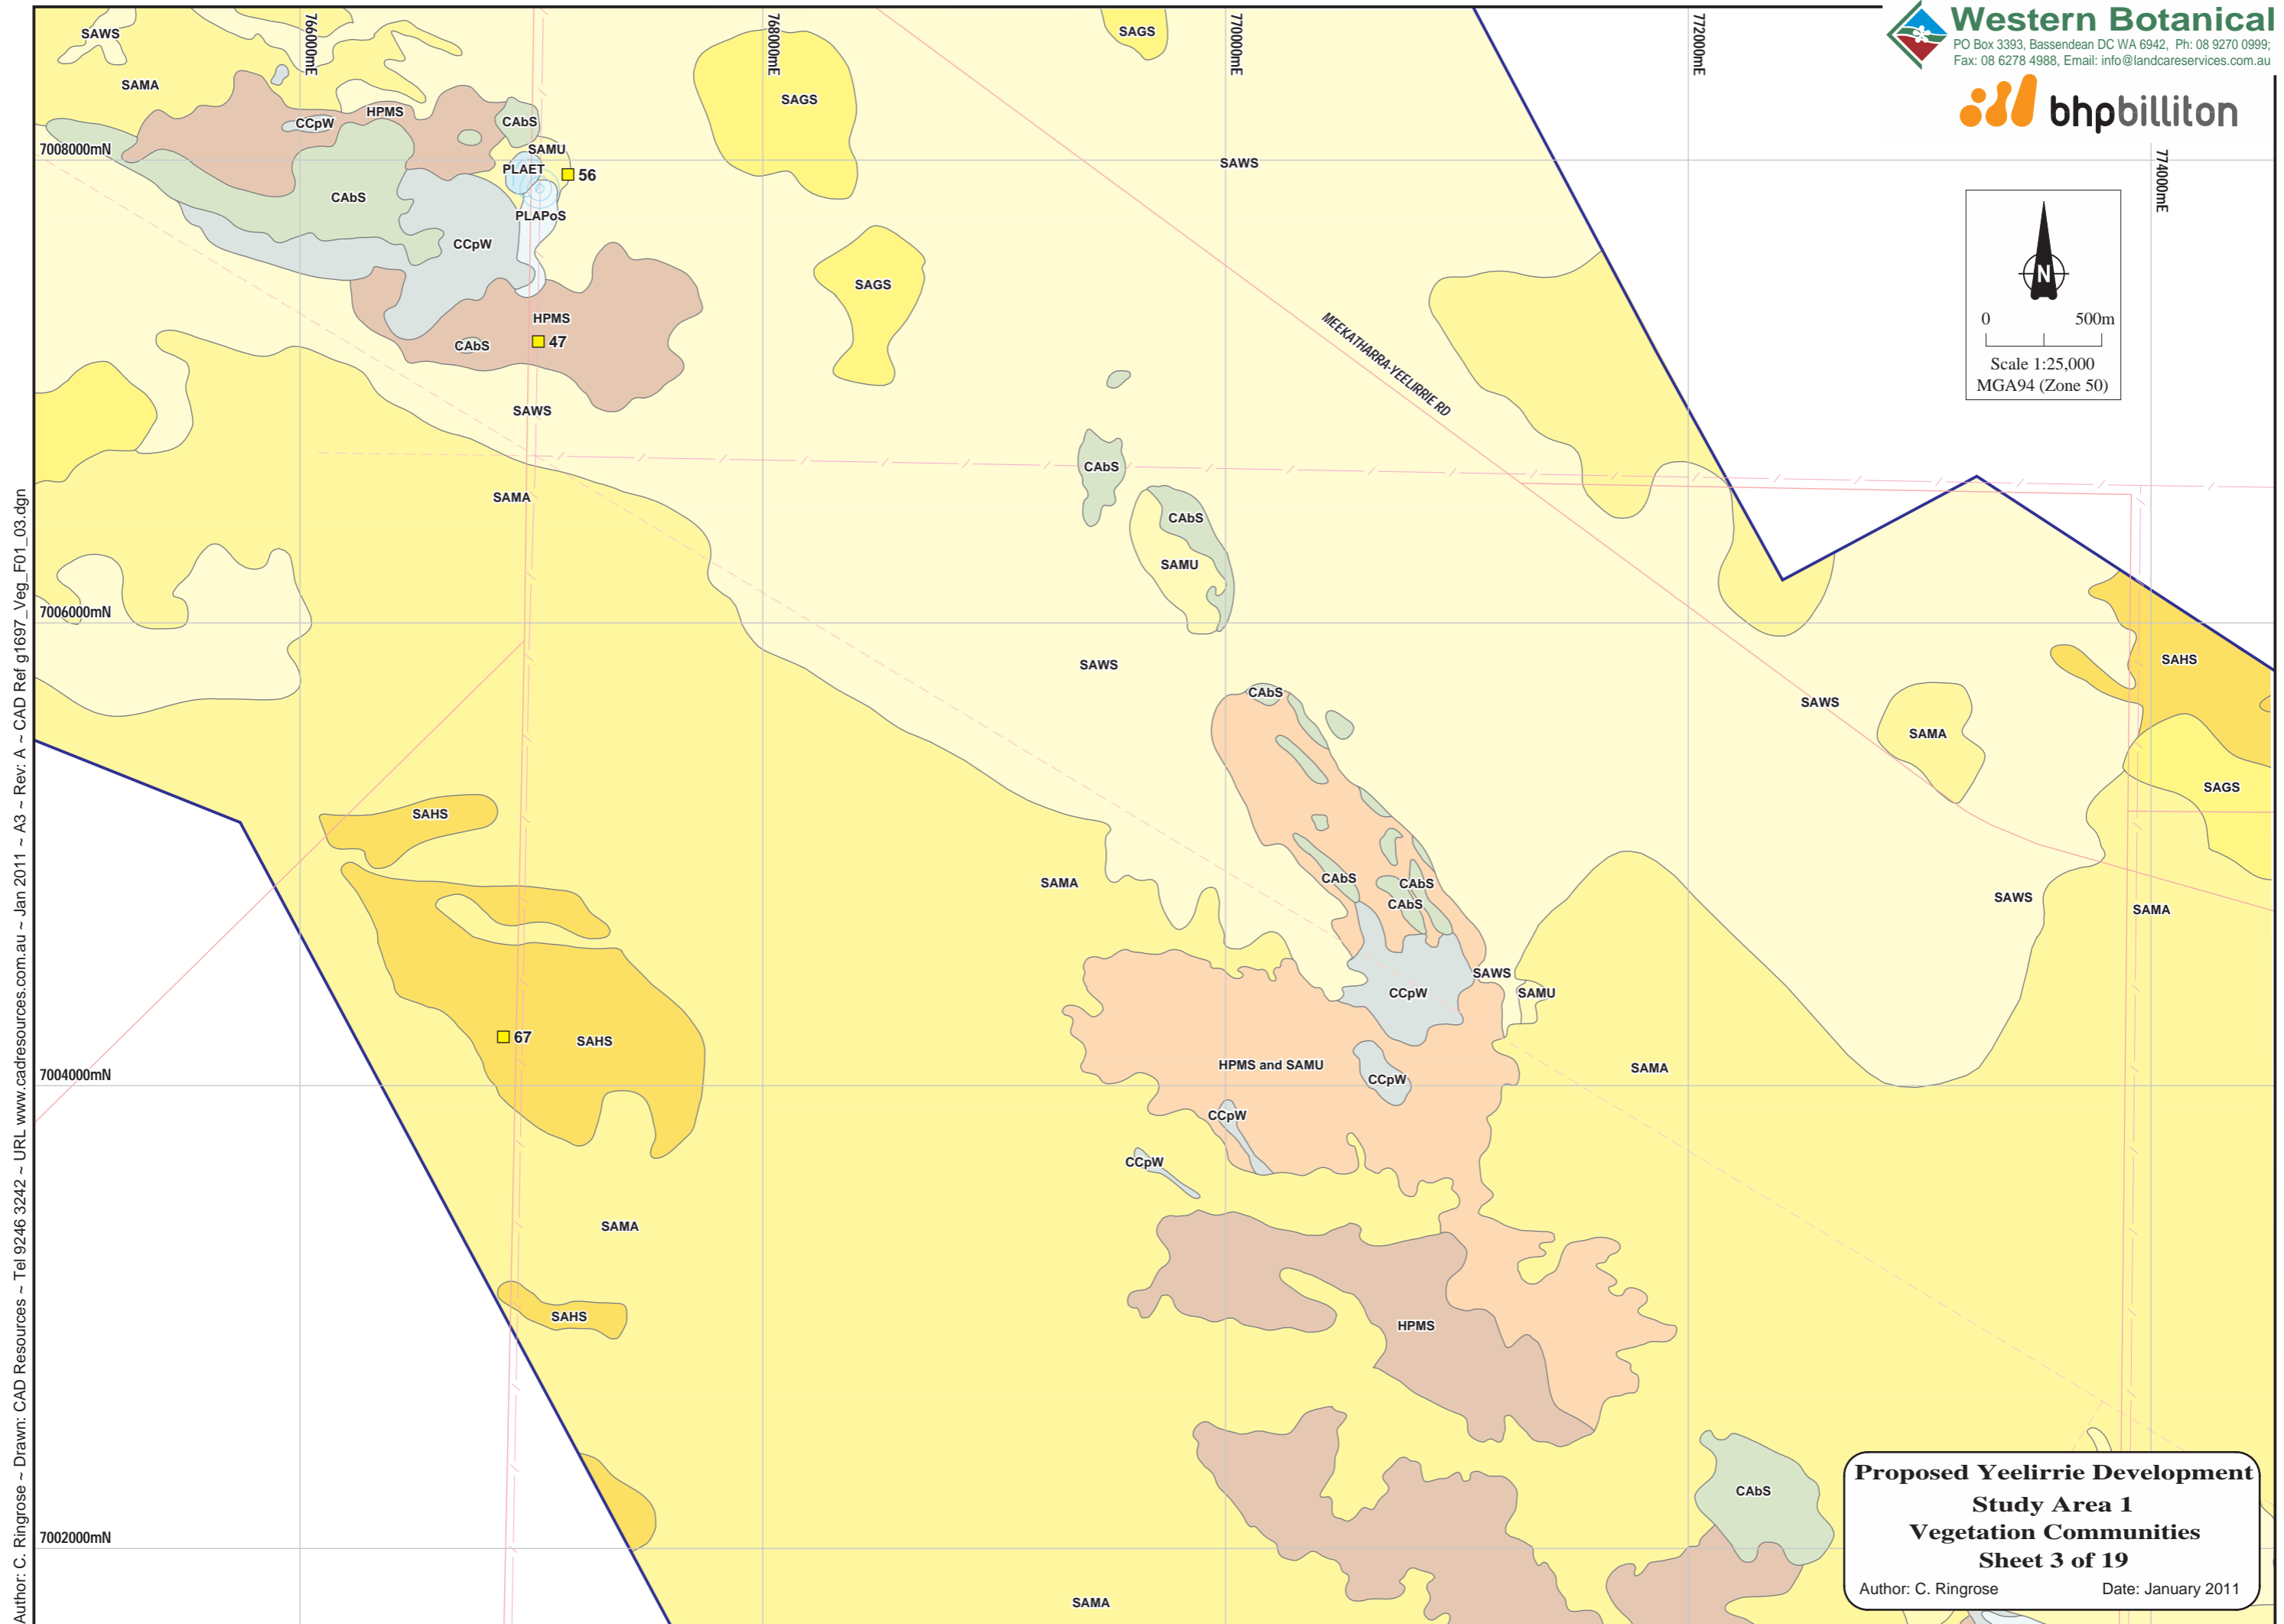 Western Botanical
PO Box 3393, Bassendean DC WA 6942, Ph: 08 9270 0999;
Fax: 08 6278 4988, Email: info@landcareservices.com.au
bhpbilliton
766000mE
768000mE
770000mE
772000mE
774000mE
SAWS
SAGS
SAMA
SAGS
HPMS
CCpW
CAbS
SAMU
7008000mN
PLAET
56
SAWS
CAbS
PLAPoS
CCpW
SAGS
N
0 500m
Scale 1:25,000
MGA94 (Zone 50)
HPMS
47
CAbS
MEEKATHARRA-YEELIRRIE RD
SAWS
CAbS
SAMA
CAbS
SAMU
7006000mN
SAWS
SAHS
CAbS
SAWS
SAMA
SAGS
SAHS
CAbS
CAbS
SAMA
CAbS
SAWS
SAMA
SAWS
CCpW
SAMU
67
SAHS
HPMS and SAMU
SAMA
CCpW
7004000mN
CCpW
CCpW
SAMA
SAHS
HPMS
CAbS
7002000mN
SAMA
Proposed Yeelirrie Development
Study Area 1
Vegetation Communities
Sheet 3 of 19
Author: C. Ringrose Date: January 2011
Author: C. Ringrose ~ Drawn: CAD Resources ~ Tel 9246 3242 ~ URL www.cadresources.com.au ~ Jan 2011 ~ A3 ~ Rev: A ~ CAD Ref g1697_Veg_F01_03.dgn